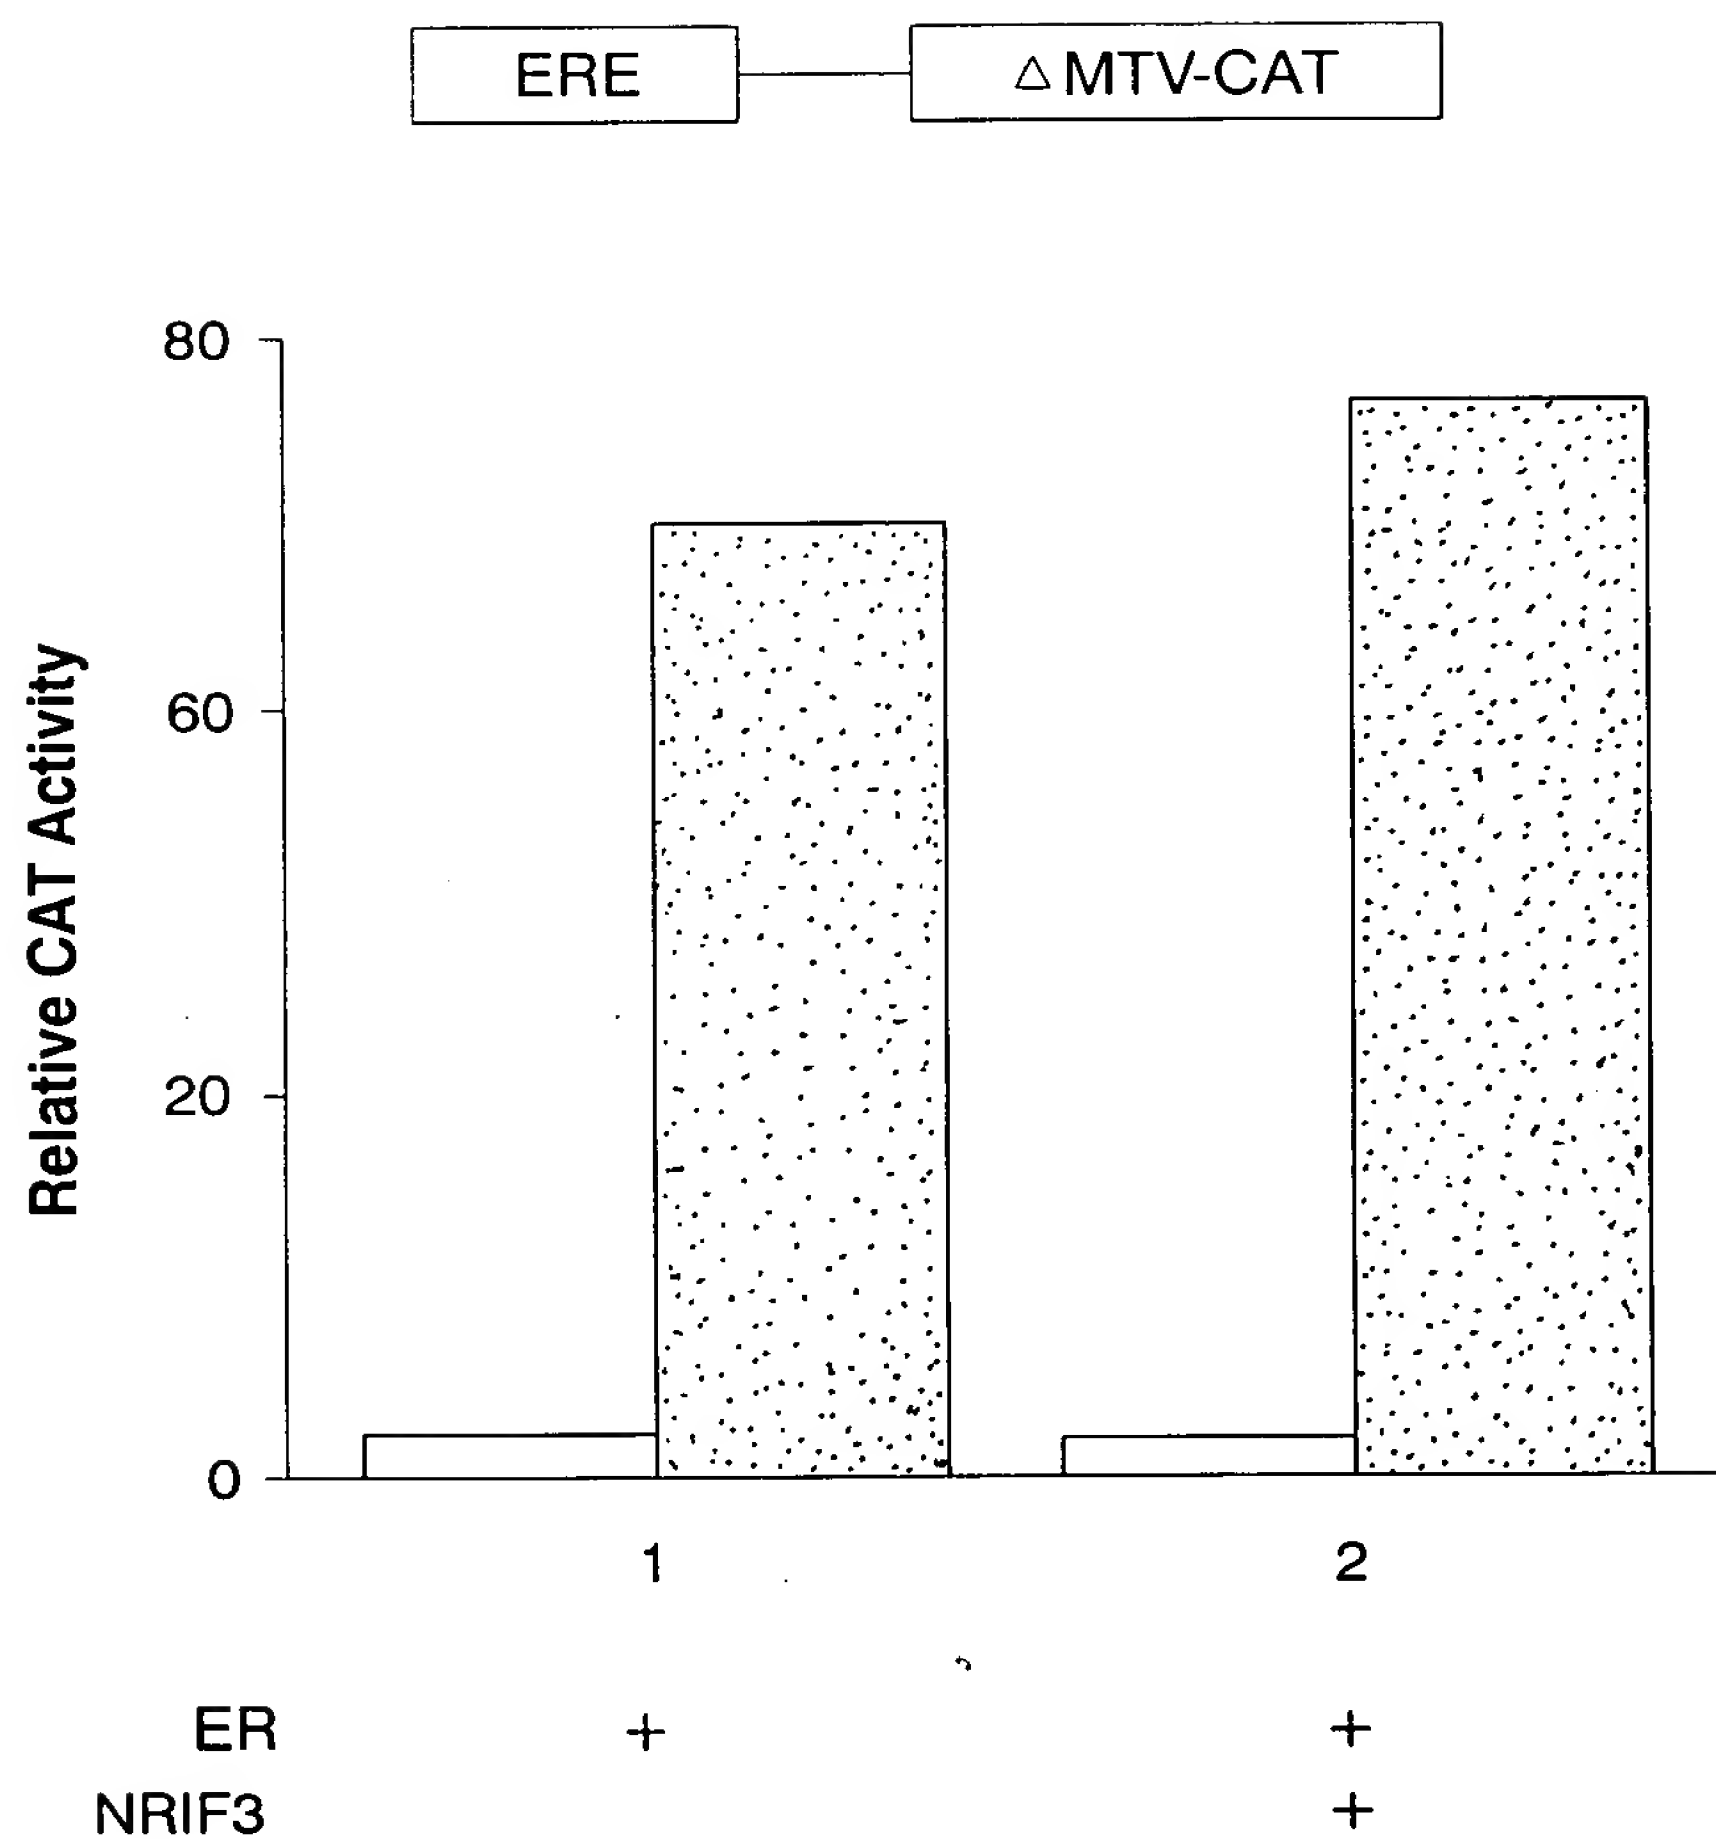 ERE △ MTV-CAT
80
60
20
0
Relative CAT Activity
1 2
ER + +
NRIF3 +